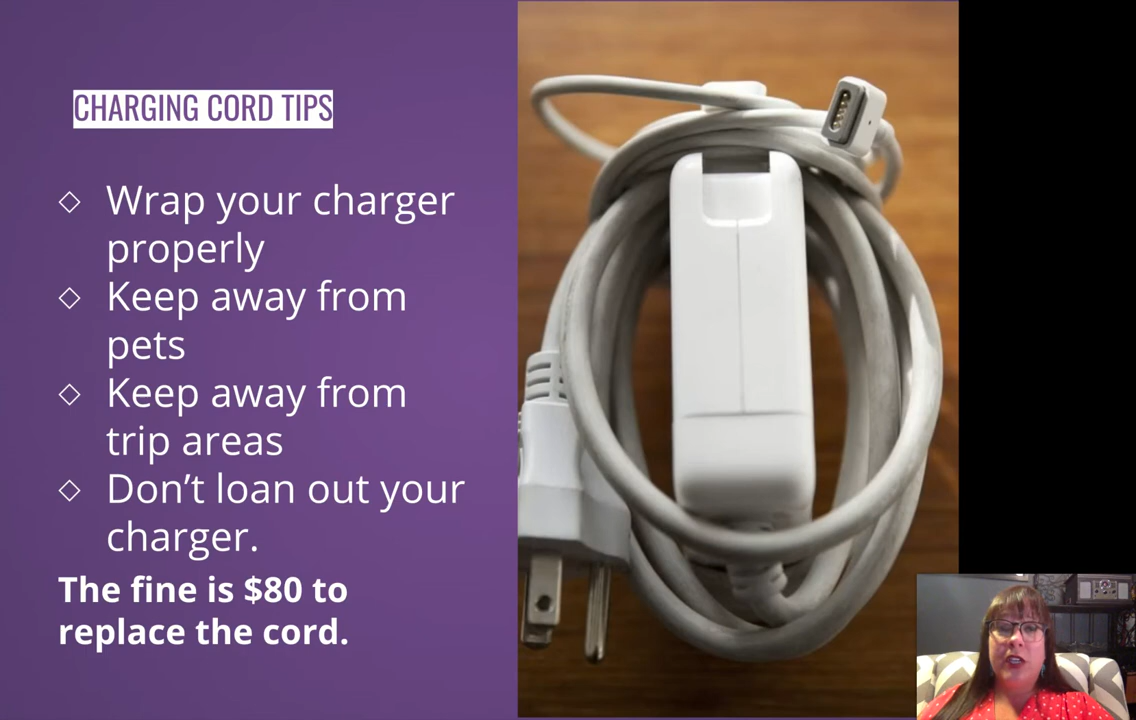 CHARGING CORD TIPS
Wrap your charger
properly
Keep away from
pets
Keep away from
trip areas
Don’t loan out your
charger.
The fine is $80 to
replace the cord.